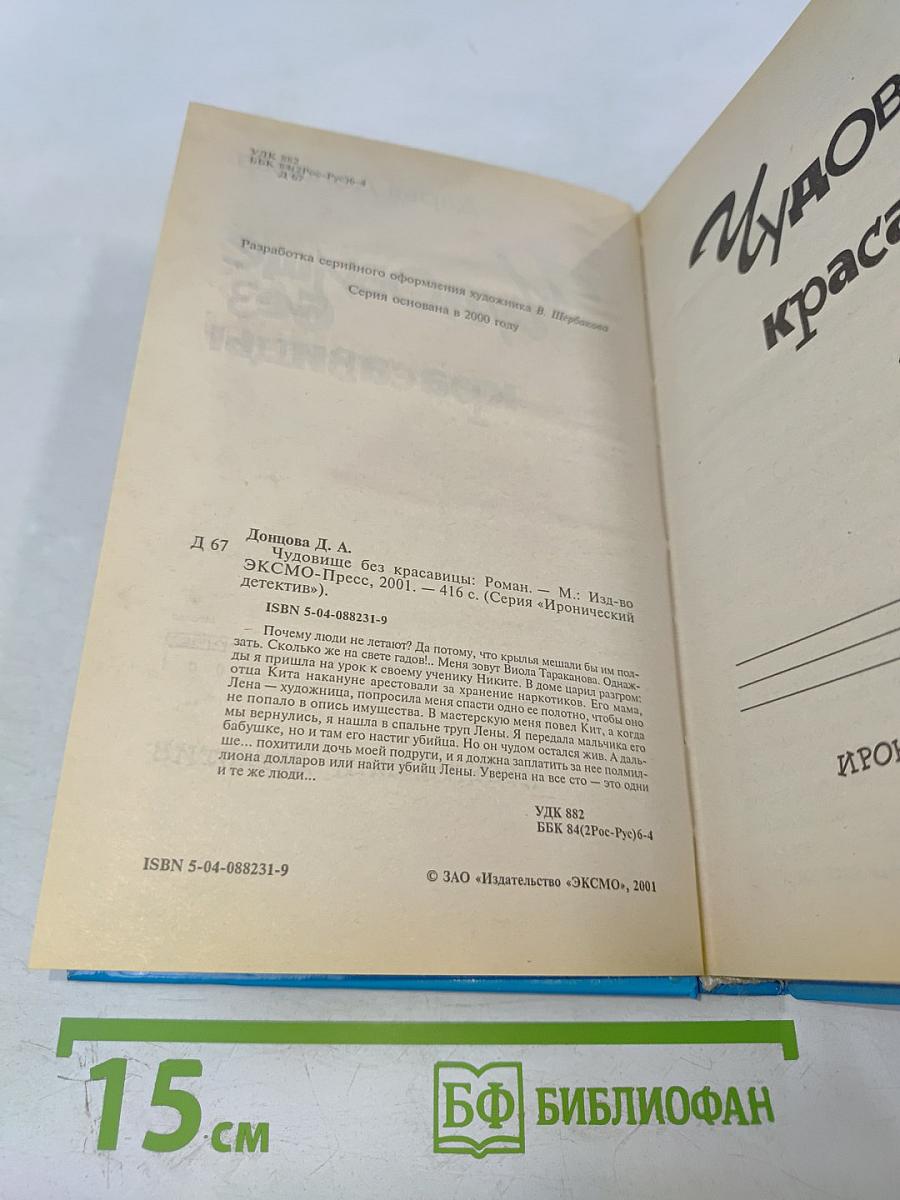 УДК 882
ББК 84(2Рос-Рус)6-4
Д 67
Разработка серийного оформления художника В. Щербакова
Серия основана в 2000 году
Донцова Д. А.
Д 67 Чудовище без красавицы: Роман. — М.: Изд-во
ЭКСМО-Пресс, 2001. — 416 с. (Серия «Иронический
детектив»).
ISBN 5-04-088231-9
Почему люди не летают? Да потому, что крылья мешали бы им пол-
зать. Сколько же на свете гадов!.. Меня зовут Виола Тараканова. Однаж-
ды я пришла на урок к своему ученику Никите. В доме царил разгром:
отца Кита накануне арестовали за хранение наркотиков. Его мама,
Лена — художница, попросила меня спасти одно ее полотно, чтобы оно
не попало в опись имущества. В мастерскую меня повел Кит, а когда
мы вернулись, я нашла в спальне труп Лены. Я передала мальчика его
бабушке, но и там его настиг убийца. Но он чудом остался жив. А даль-
ше... похитили дочь моей подруги, и я должна заплатить за нее полмил-
лиона долларов или найти убийц Лены. Уверена на все сто — это одни
и те же люди...
УДК 882
ББК 84(2Рос-Рус)6-4
ISBN 5-04-088231-9
© ЗАО «Издательство «ЭКСМО», 2001
Чудов
краса
ИРОН
15 см
БФ БИБЛИОФАН